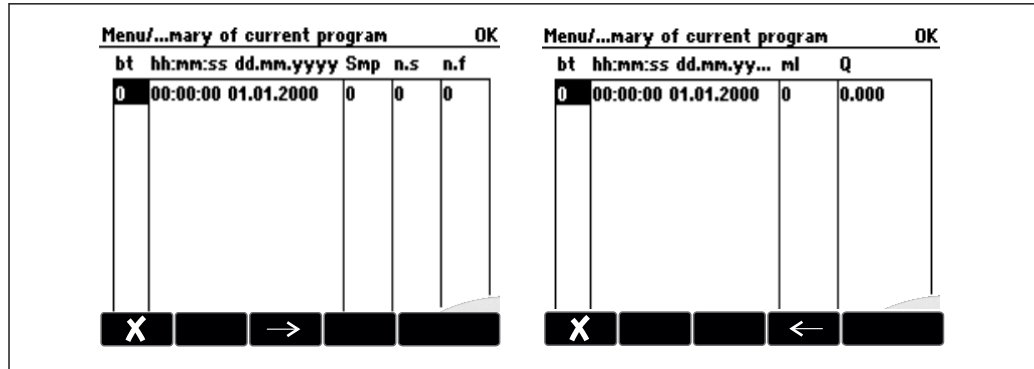 Menu/...mary of current program OK
bt hh:mm:ss dd.mm.yyyy Smp n.s n.f
0 00:00:00 01.01.2000 0 0 0
X →
Menu/...mary of current program OK
bt hh:mm:ss dd.mm.yy... ml Q
0 00:00:00 01.01.2000 0 0.000
X ←